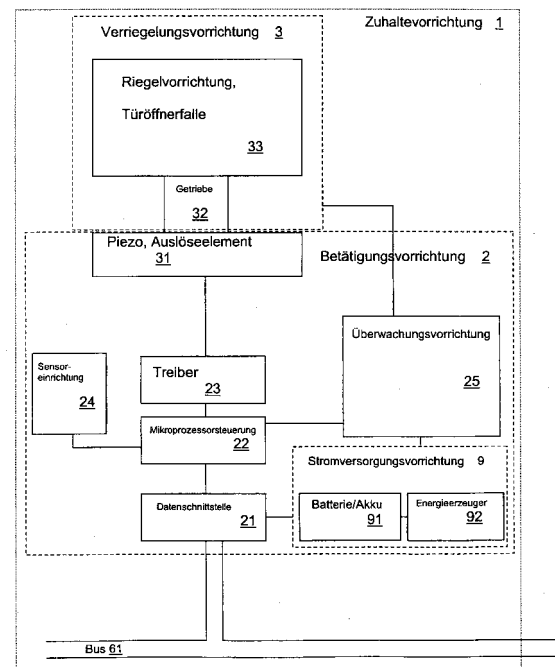 Zuhaltevorrichtung 1
Verriegelungsvorrichtung 3
Riegelvorrichtung,
Türöffnerfalle
33
Getriebe
32
Piezo, Auslöseelement
31
Betätigungsvorrichtung 2
Überwachungsvorrichtung
25
Sensor-
einrichtung
24
Treiber
23
Mikroprozessorsteuerung
22
Stromversorgungsvorrichtung 9
Datenschnittstelle
21
Batterie/Akku
91
Energieerzeuger
92
Bus 61